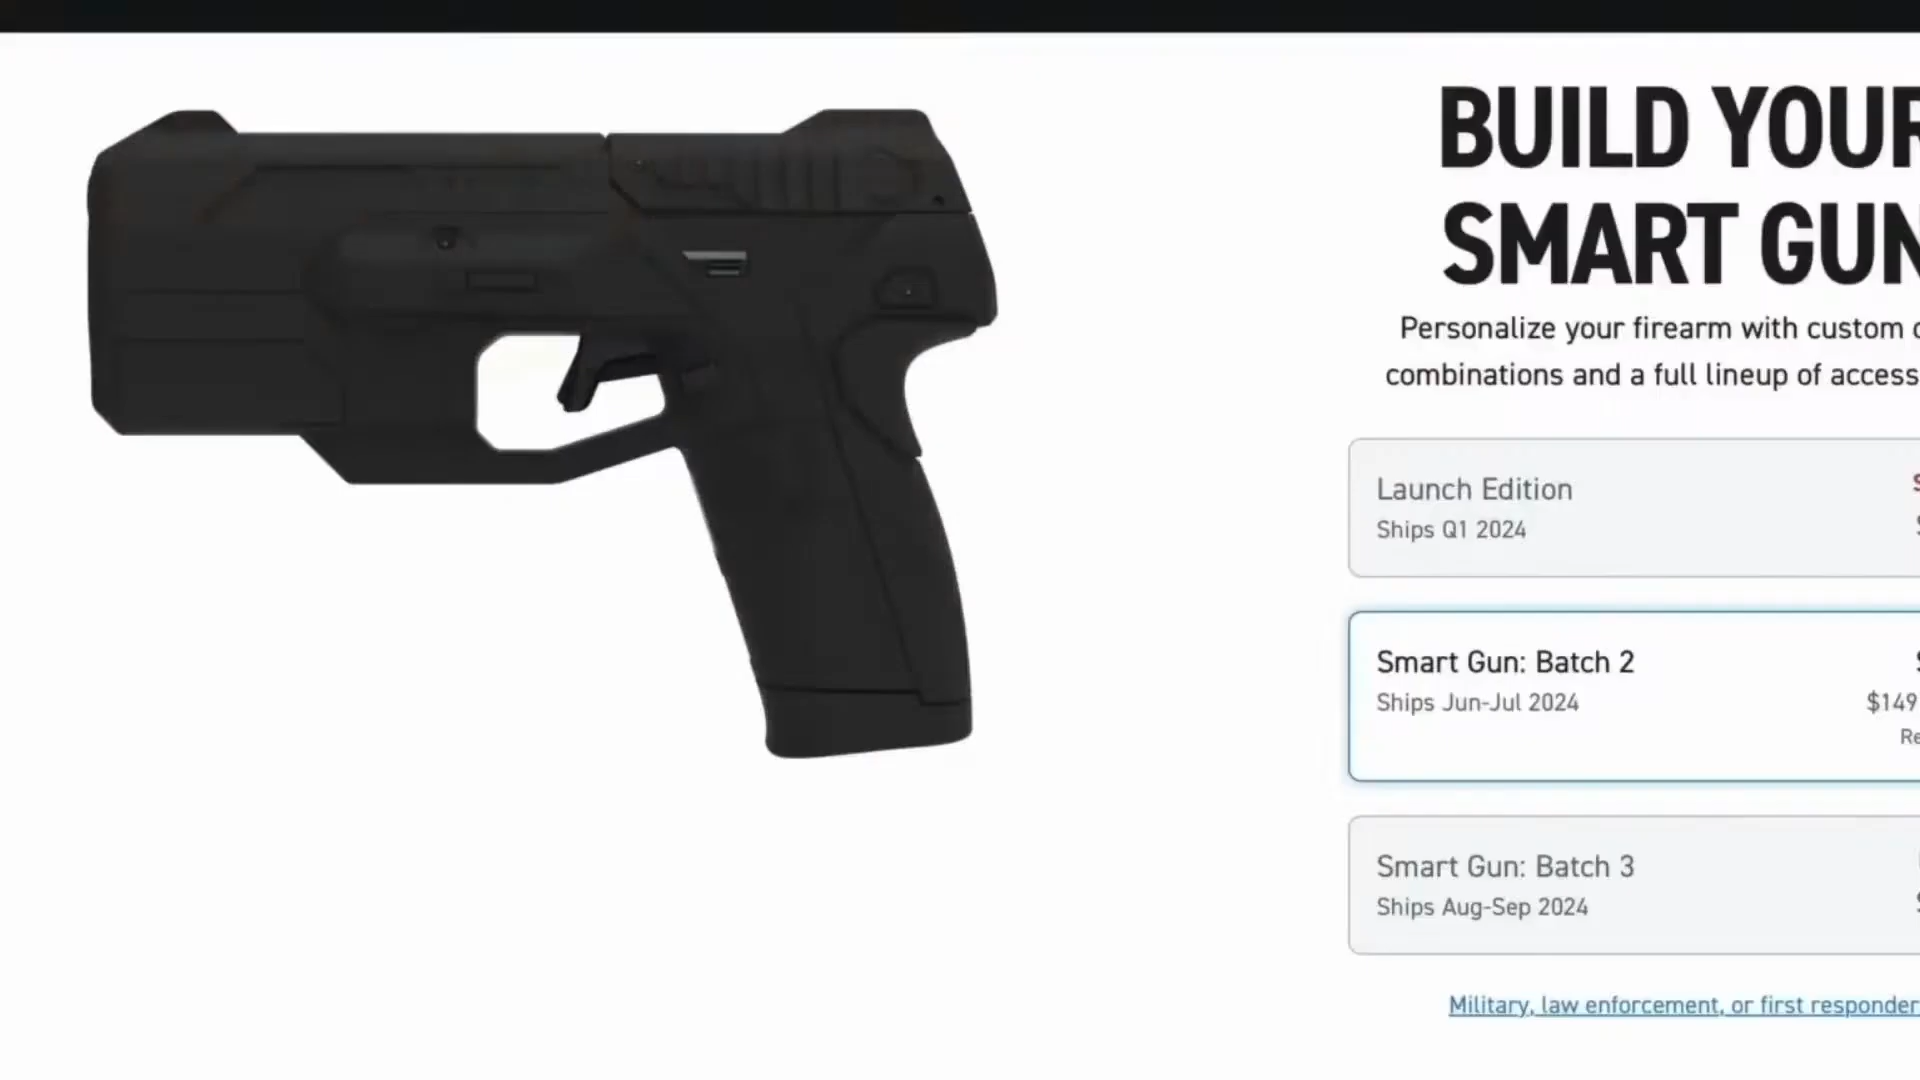 BUILD YOUR
SMART GUN
Personalize your firearm with custom
combinations and a full lineup of
Launch Edition
Ships Q1 2024
Smart Gun: Batch 2
Ships Jun-Jul 2024
$149
Smart Gun: Batch 3
Ships Aug-Sep 2024
Military, law enforcement, or first responder